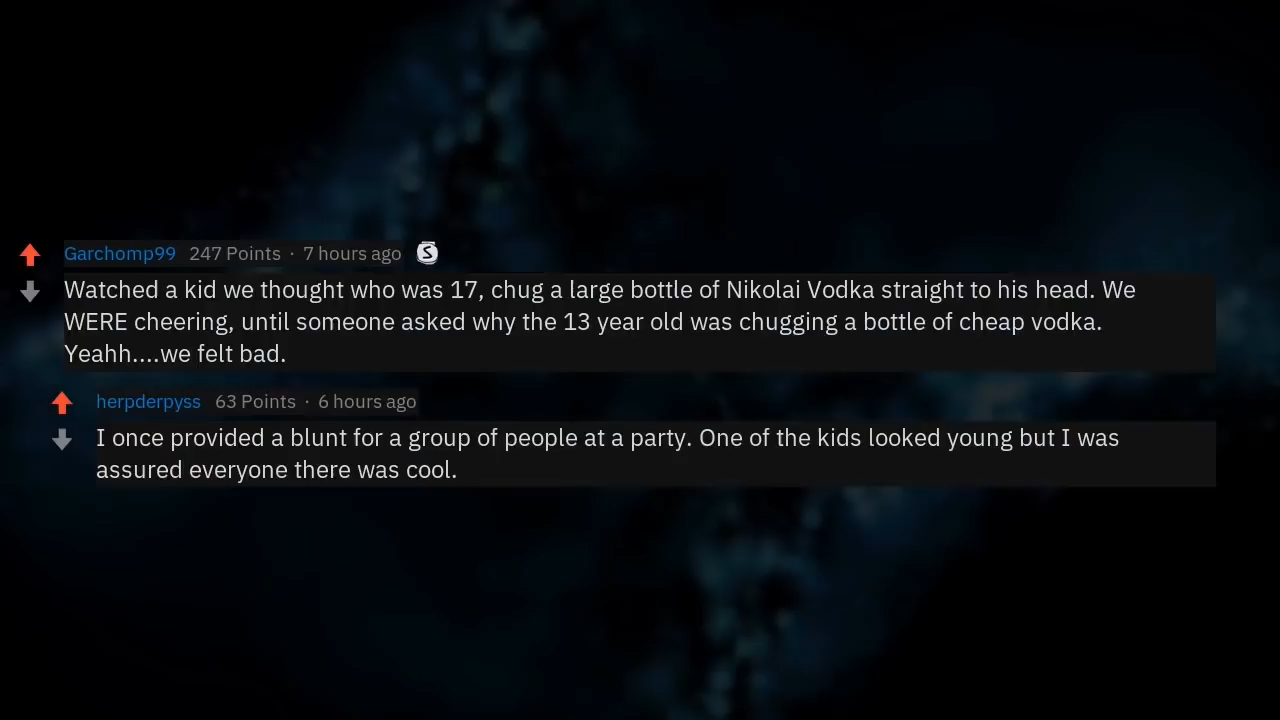 Garchomp99 247 Points · 7 hours ago S
Watched a kid we thought who was 17, chug a large bottle of Nikolai Vodka straight to his head. We
WERE cheering, until someone asked why the 13 year old was chugging a bottle of cheap vodka.
Yeahh....we felt bad.
herpderpyss 63 Points · 6 hours ago
I once provided a blunt for a group of people at a party. One of the kids looked young but I was
assured everyone there was cool.